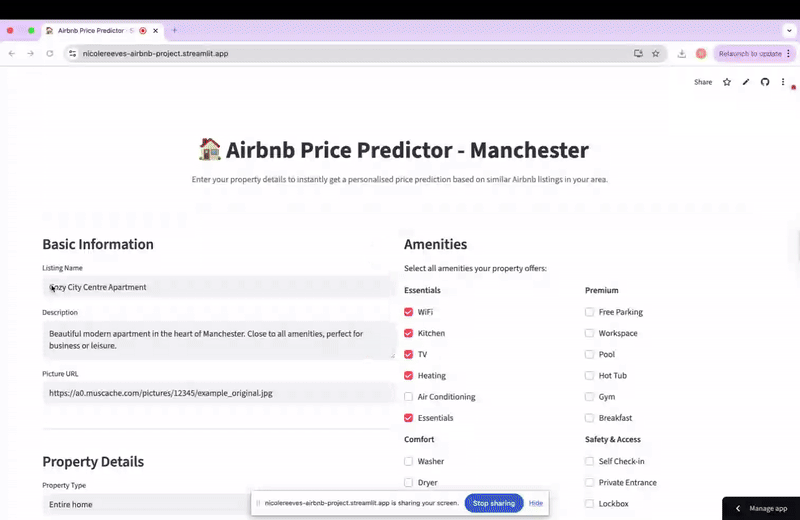 Airbnb Price Predictor - S
nicolereeves-airbnb-project.streamlit.app
Relaunch to update
Share
Airbnb Price Predictor - Manchester
Enter your property details to instantly get a personalised price prediction based on similar Airbnb listings in your area.
Basic Information
Listing Name
Cozy City Centre Apartment
Description
Beautiful modern apartment in the heart of Manchester. Close to all amenities, perfect for
business or leisure.
Picture URL
https://a0.muscache.com/pictures/12345/example_original.jpg
Property Details
Property Type
Entire home
Amenities
Select all amenities your property offers:
Essentials
WiFi
Kitchen
TV
Heating
Air Conditioning
Essentials
Comfort
Washer
Dryer
Premium
Free Parking
Workspace
Pool
Hot Tub
Gym
Breakfast
Safety & Access
Self Check-in
Private Entrance
Lockbox
nicolereeves-airbnb-project.streamlit.app is sharing your screen.
Stop sharing
Hide
Manage app